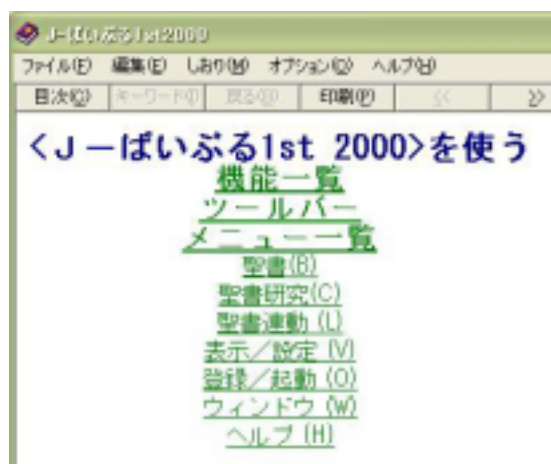 J-ばいぶる1st2000
ファイル(F) 編集(E) しおり(M) オプション(O) ヘルプ(H)
目次(C) キーワード(I) 戻る(B) 印刷(P) << >>
<J－ばいぶる1st 2000>を使う
機能一覧
ツールバー
メニュー一覧
聖書(B)
聖書研究(C)
聖書連動 (L)
表示／設定 (V)
登録／起動 (O)
ウィンドウ (W)
ヘルプ (H)